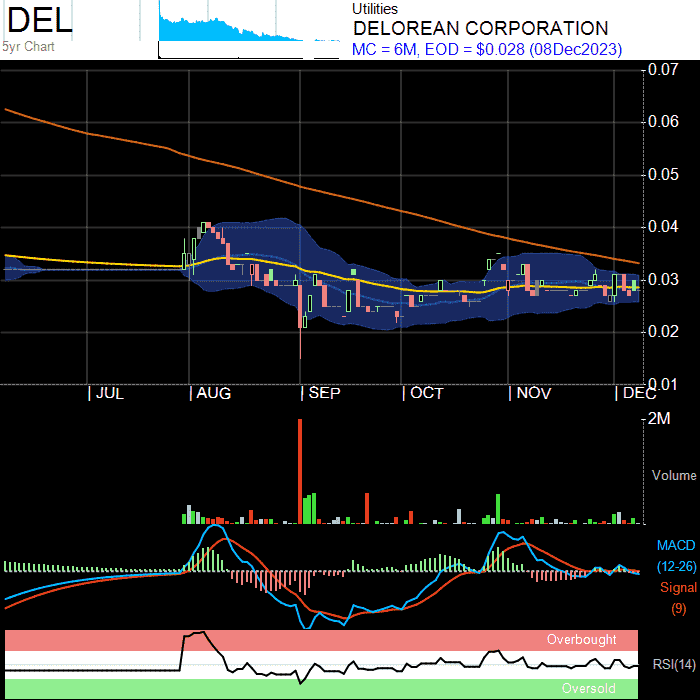 DEL
5yr Chart
Utilities
DELOREAN CORPORATION
MC = 6M, EOD = $0.028 (08Dec2023)
0.07
0.06
0.05
0.04
0.03
0.02
0.01
JUL AUG SEP OCT NOV DEC
2M
Volume
MACD
(12-26)
Signal
(9)
Overbought
RSI(14)
Oversold